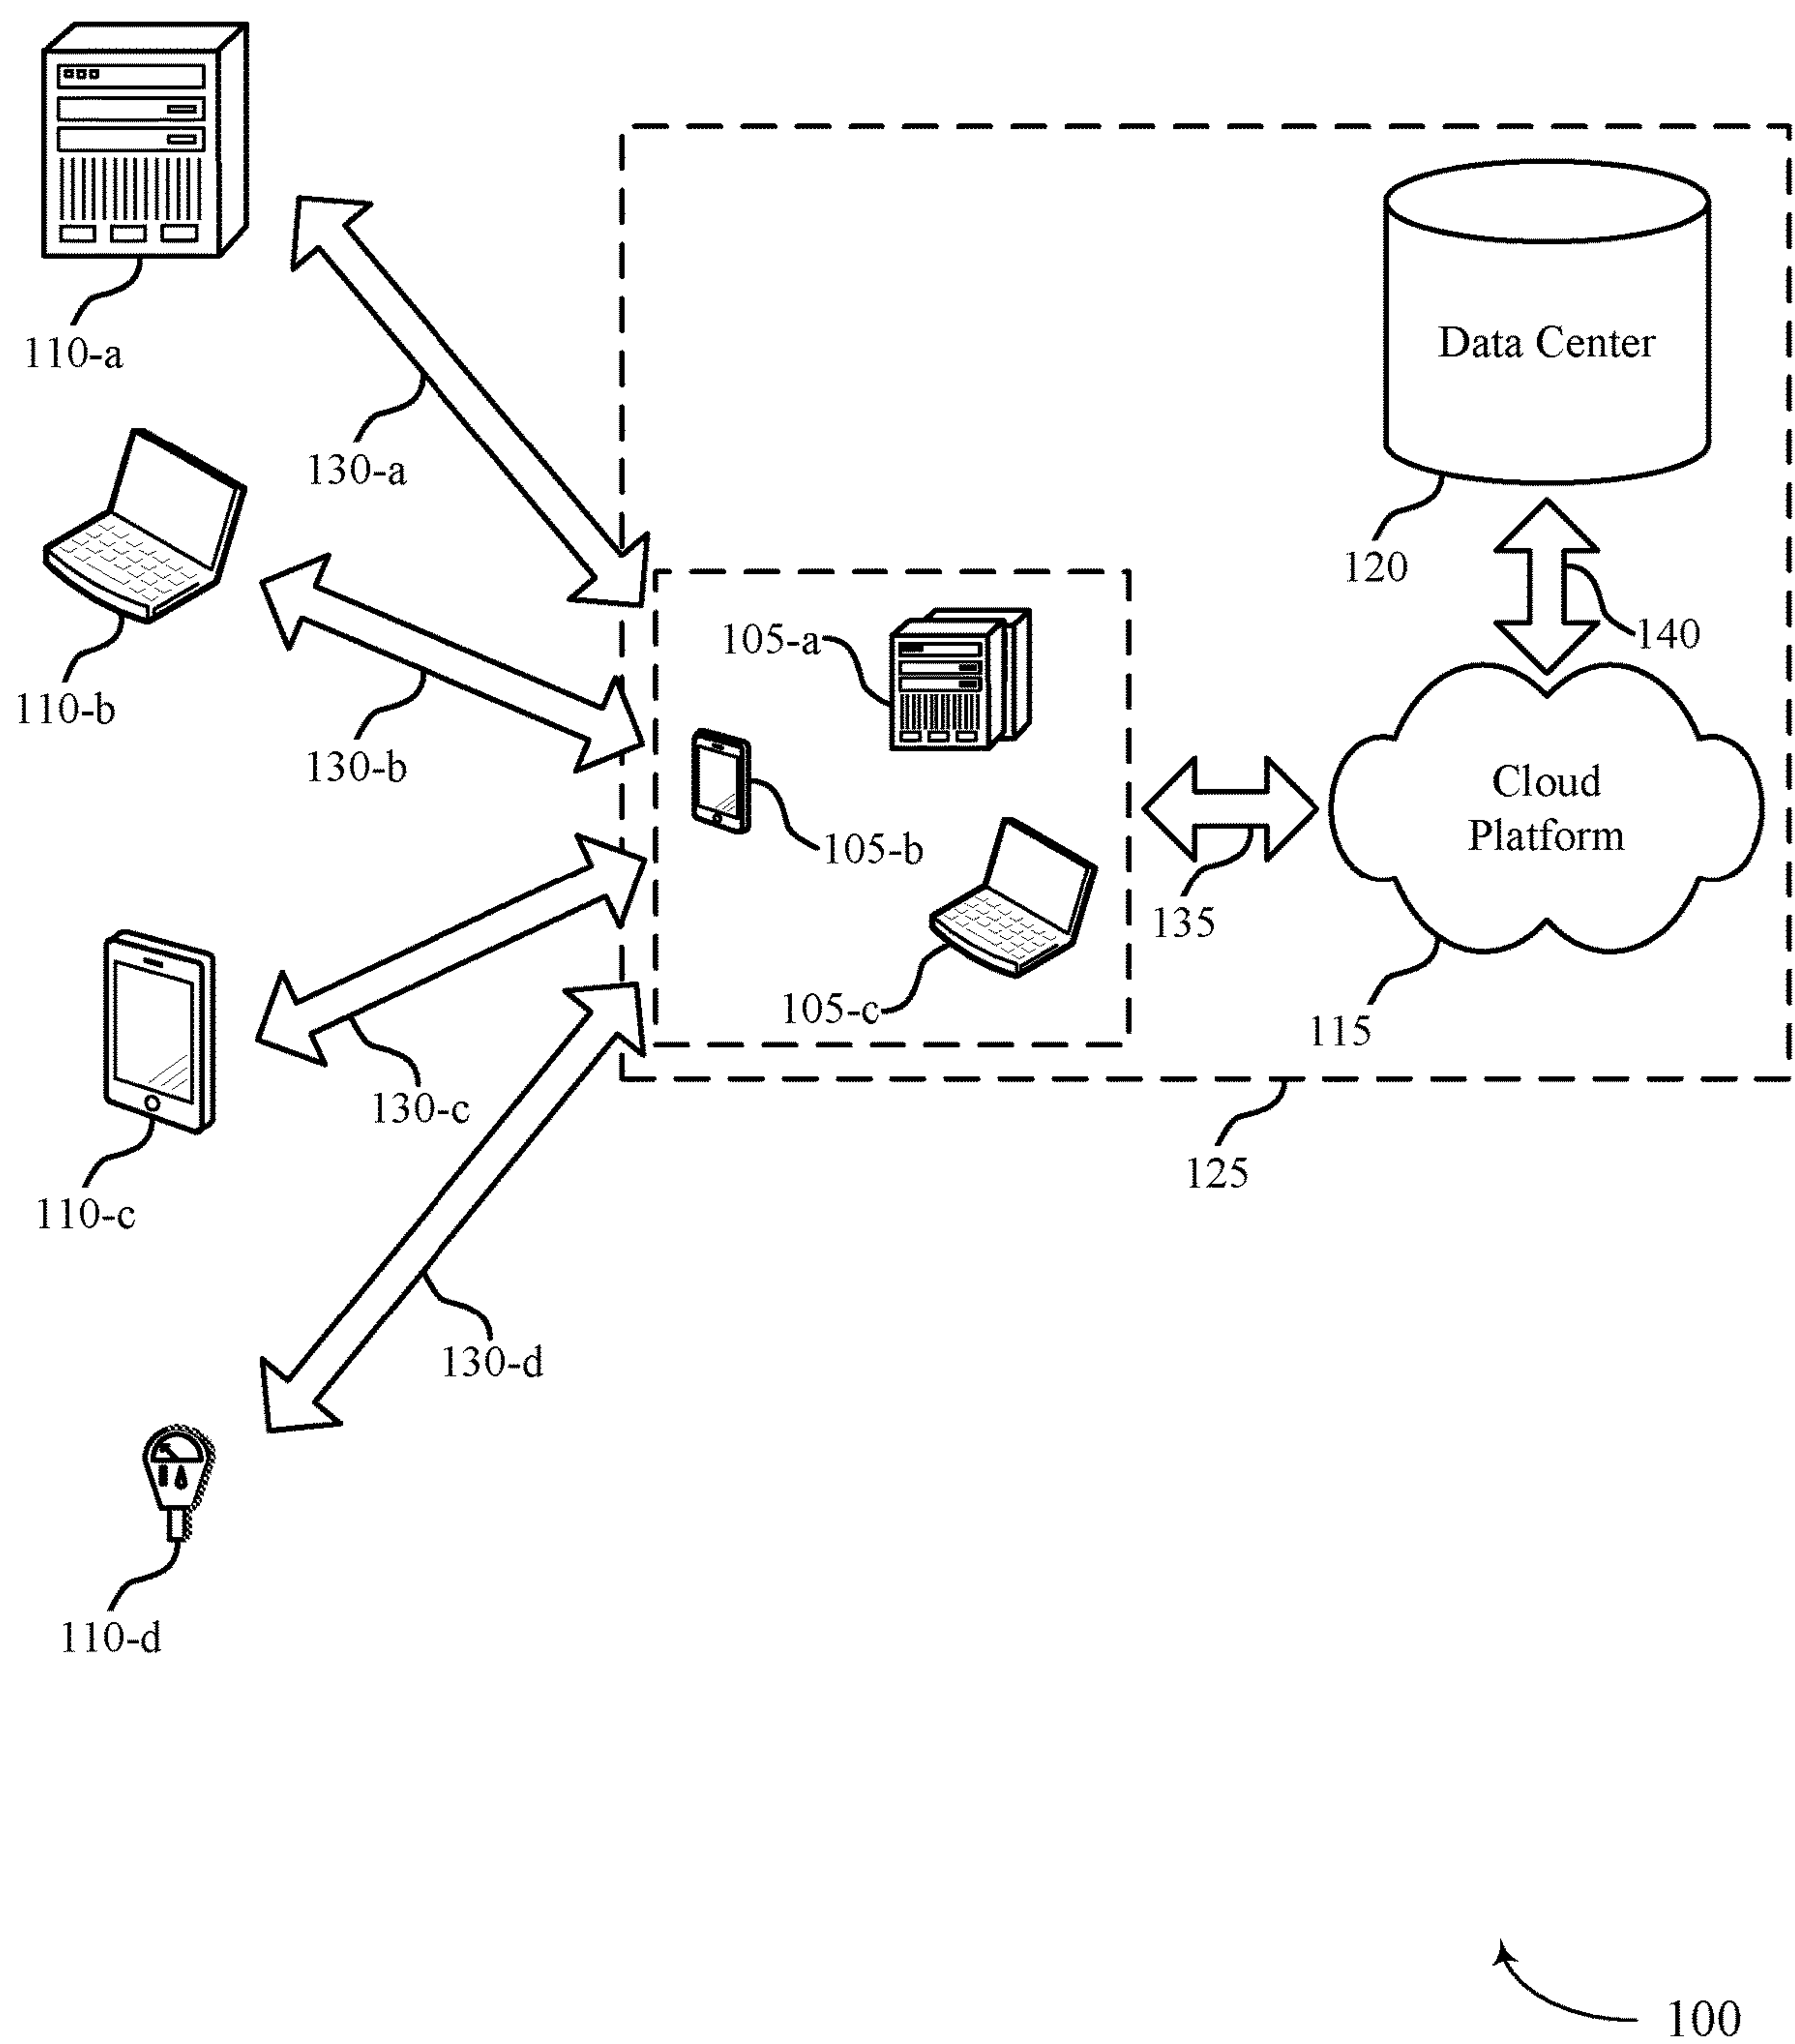 110-a
130-a
Data Center
120
140
110-b
130-b
105-a
105-b
105-c
135
Cloud
Platform
115
110-c
130-c
125
130-d
110-d
100